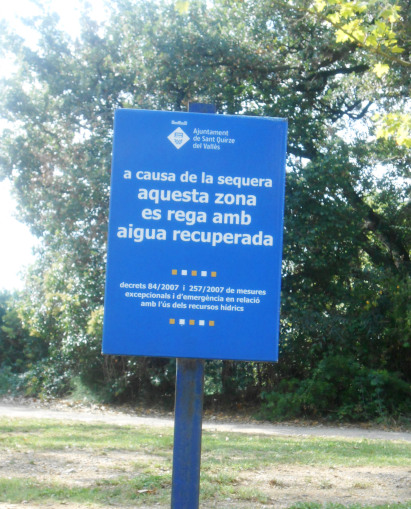 Ajuntament
de Sant Quirze
del Vallès
a causa de la sequera
aquesta zona
es rega amb
aigua recuperada
decrets 84/2007 i 257/2007 de mesures
excepcionals i d'emergència en relació
amb l'ús dels recursos hídrics